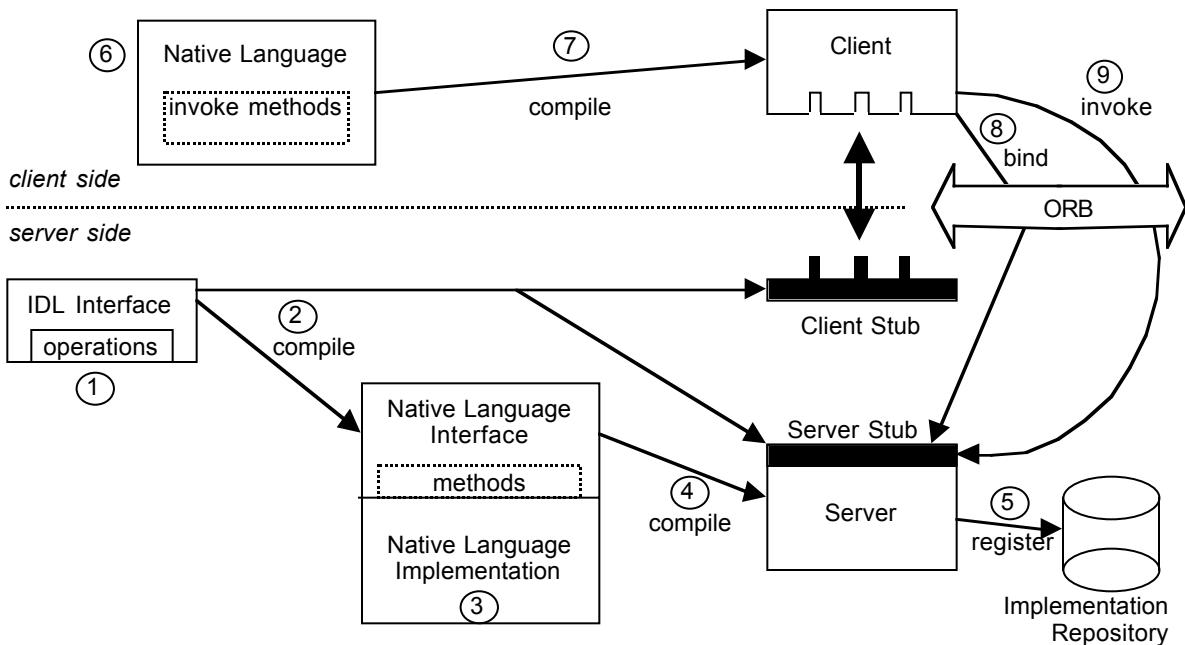 6
Native Language
invoke methods
7
compile
Client
9
invoke
8
bind
client side
server side
ORB
IDL Interface
operations
1
2
compile
Client Stub
Native Language
Interface
methods
Native Language
Implementation
3
4
compile
Server Stub
Server
5
register
Implementation
Repository